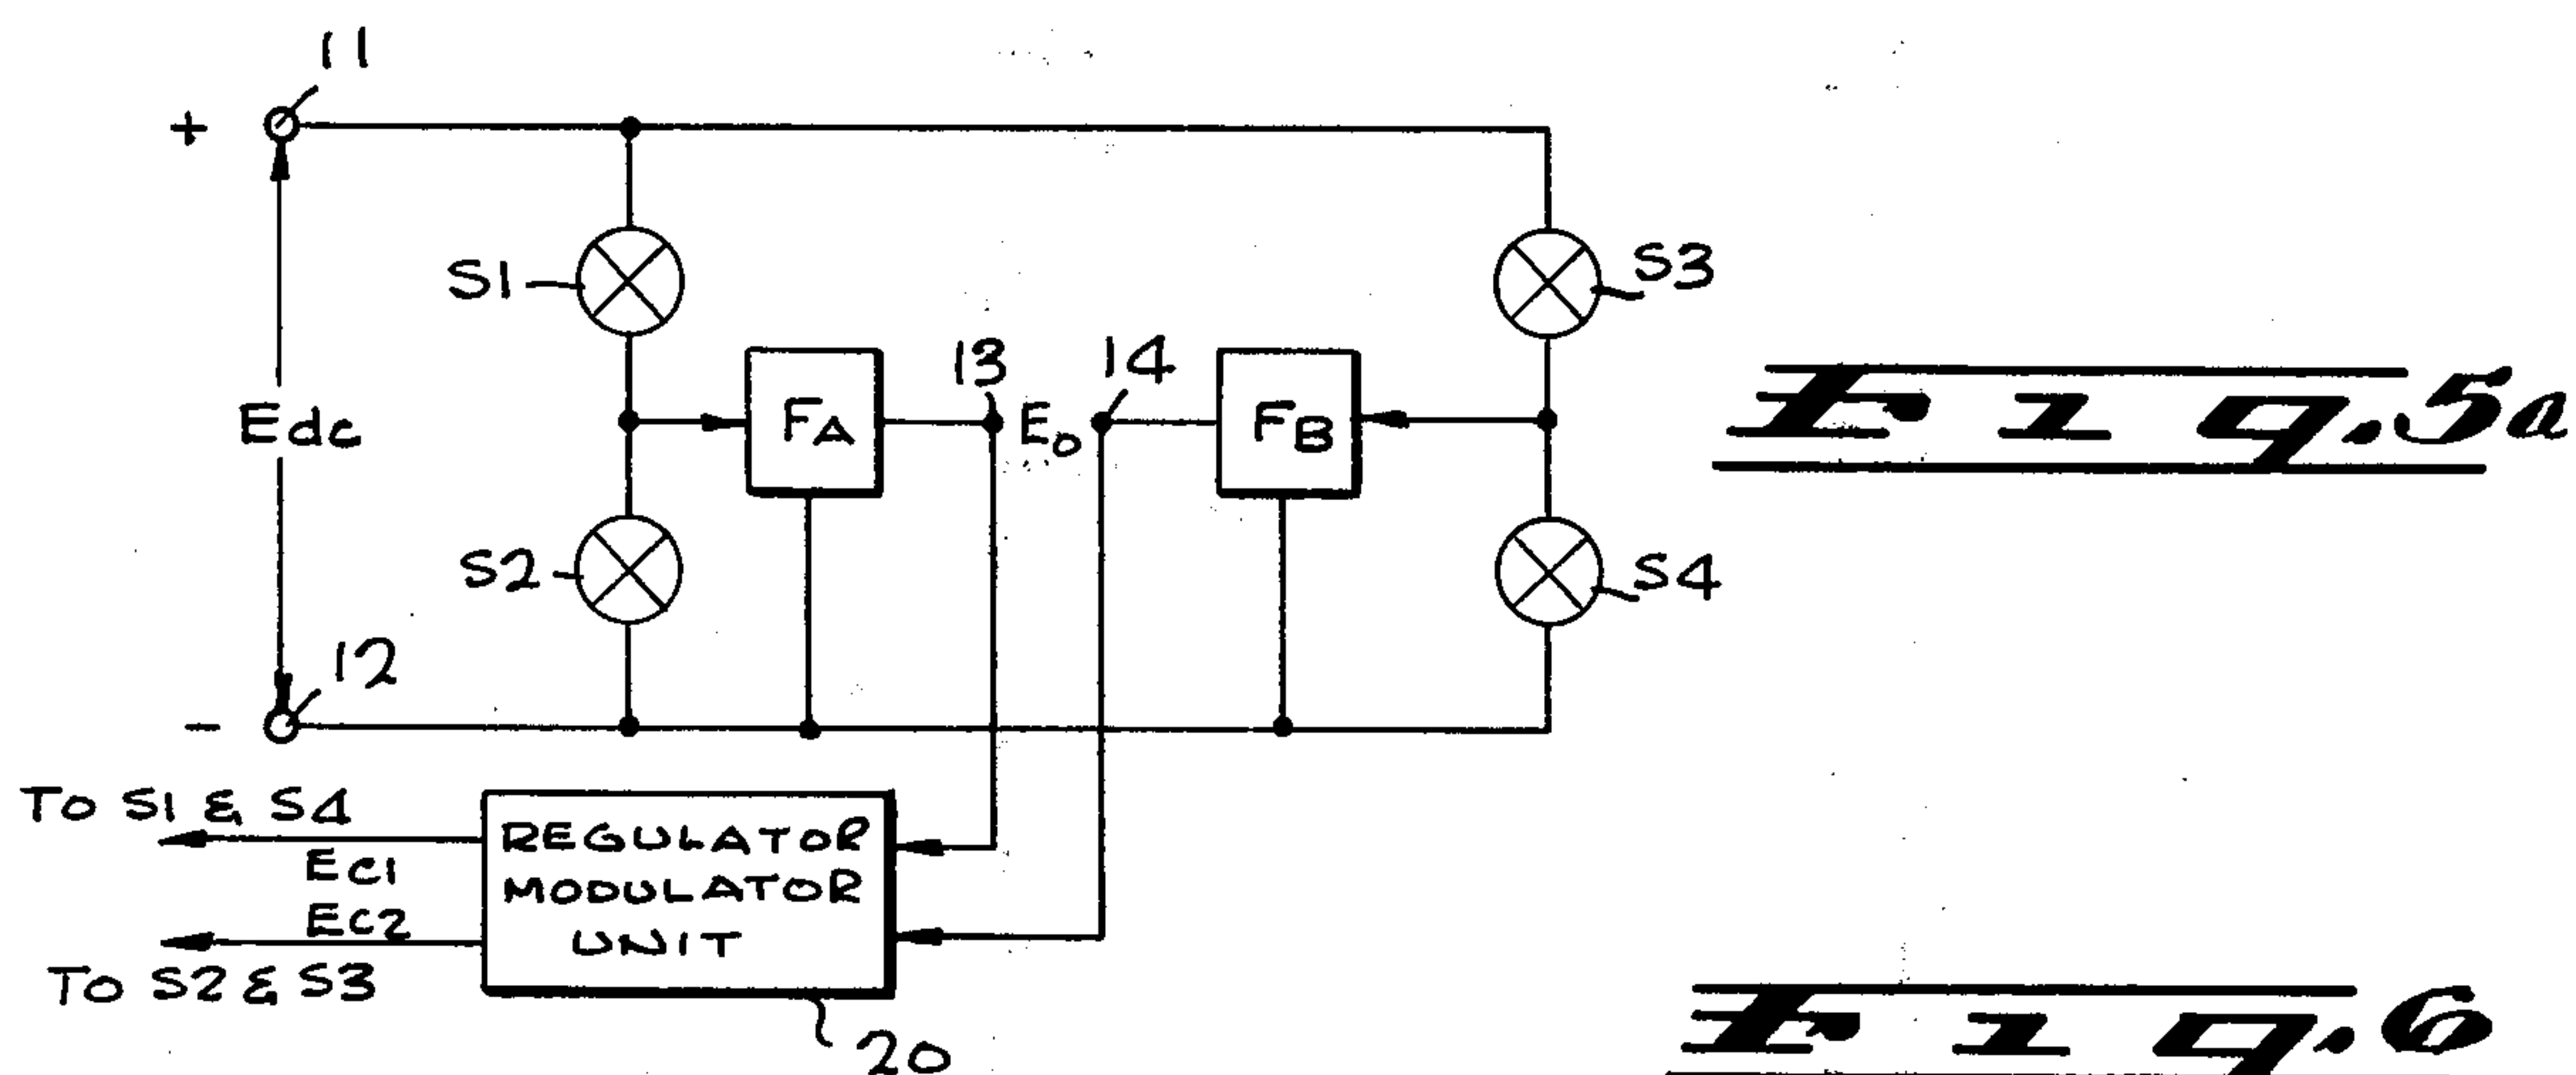 11
+
S1
S3
13
14
FA
Eo
FB
Edc
Fig. 5a
S2
S4
12
-
To S1 & S4
REGULATOR
MODULATOR
UNIT
Ec1
Ec2
To S2 & S3
20
Fig. 6